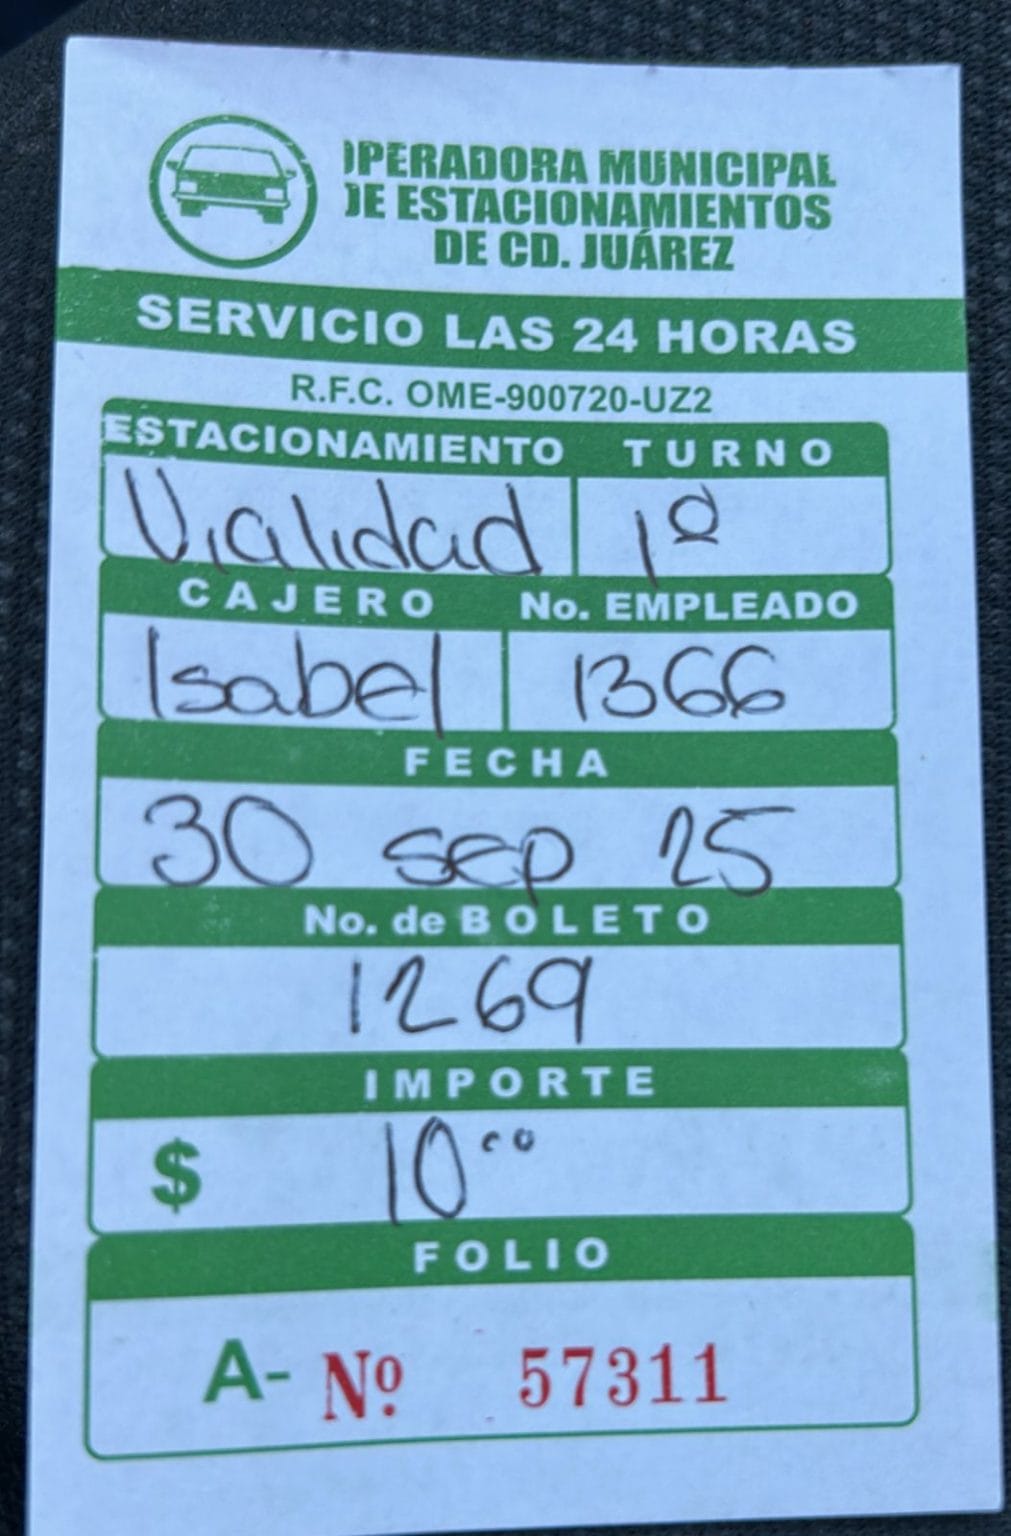 OPERADORA MUNICIPAL
DE ESTACIONAMIENTOS
DE CD. JUÁREZ
SERVICIO LAS 24 HORAS
R.F.C. OME-900720-UZ2
ESTACIONAMIENTO TURNO
Vialidad 1º
CAJERO No. EMPLEADO
Isabel 1366
FECHA
30 sep 25
No. de BOLETO
1269
IMPORTE
$ 10⁰⁰
FOLIO
A- Nº 57311